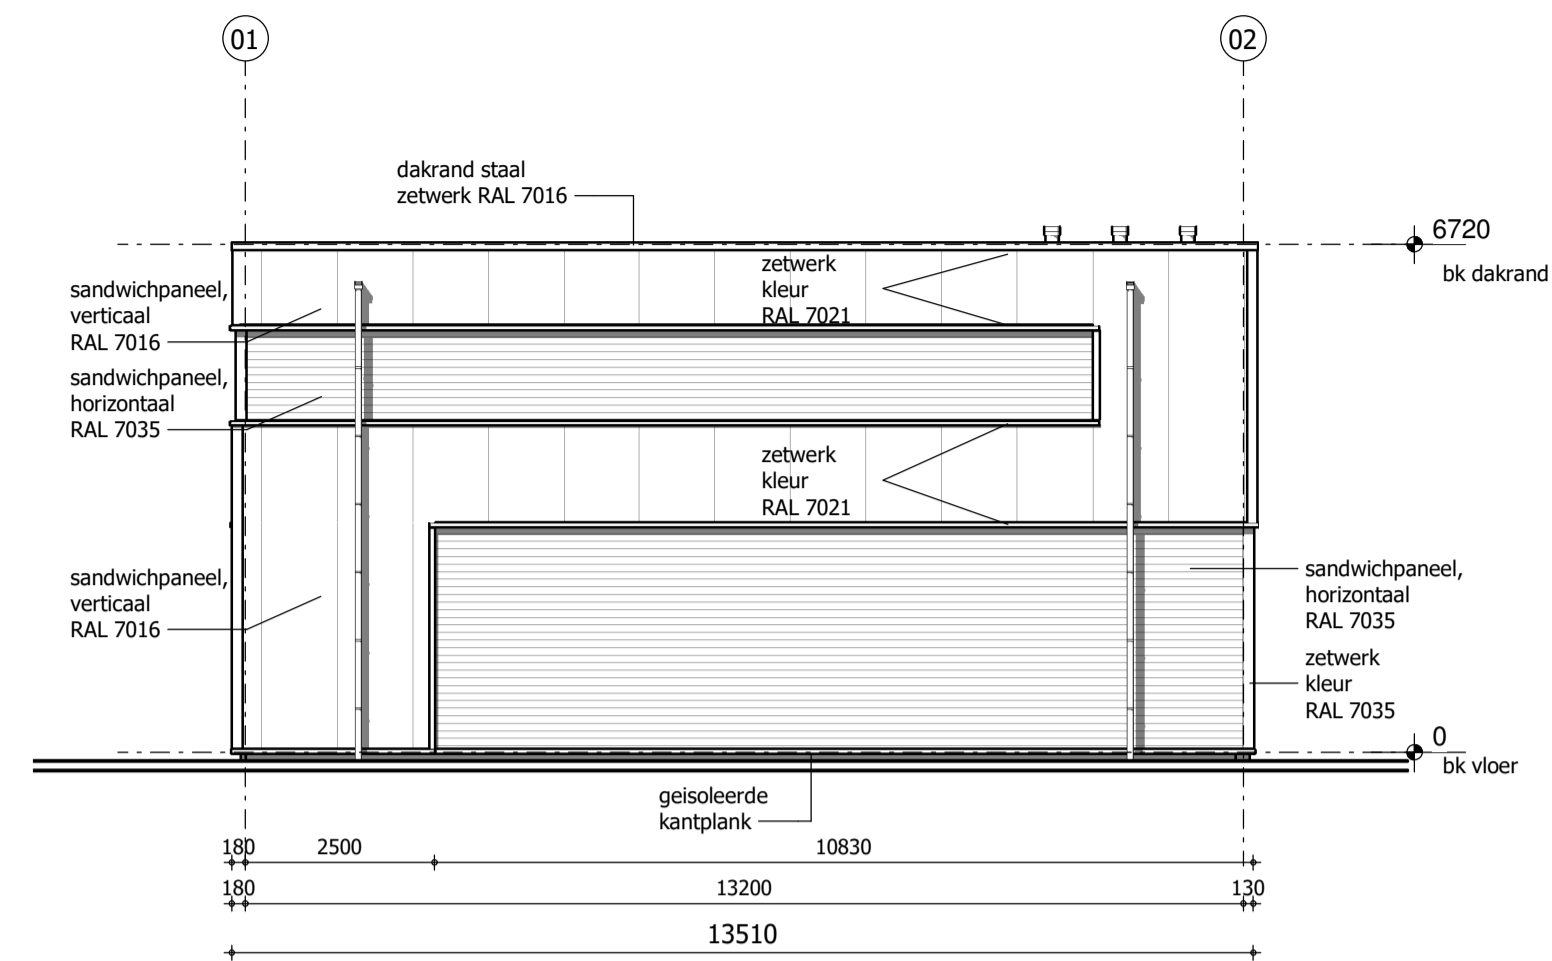 01
02
dakrand staal
zetwerk RAL 7016
6720
bk dakrand
sandwichpaneel,
verticaal
RAL 7016
zetwerk
kleur
RAL 7021
sandwichpaneel,
horizontaal
RAL 7035
zetwerk
kleur
RAL 7021
sandwichpaneel,
verticaal
RAL 7016
sandwichpaneel,
horizontaal
RAL 7035
zetwerk
kleur
RAL 7035
0
bk vloer
geisoleerde
kantplank
180 2500 10830
180 13200 130
13510